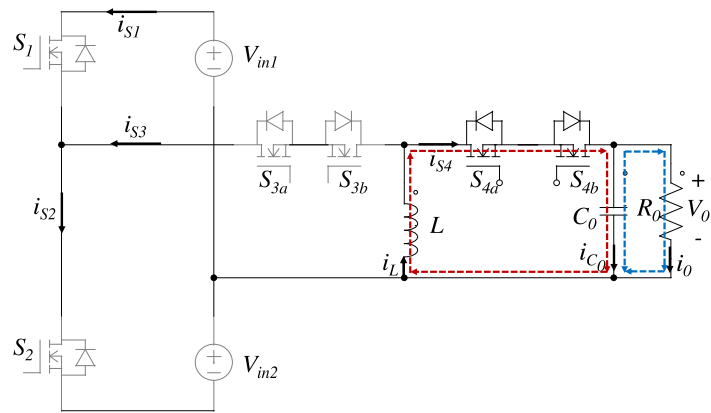 iS1
S1
Vin1
iS3
S3a
S3b
iS4
S4a
S4b
iS2
L
C0
R0
+
V0
-
iL
iC0
i0
S2
Vin2